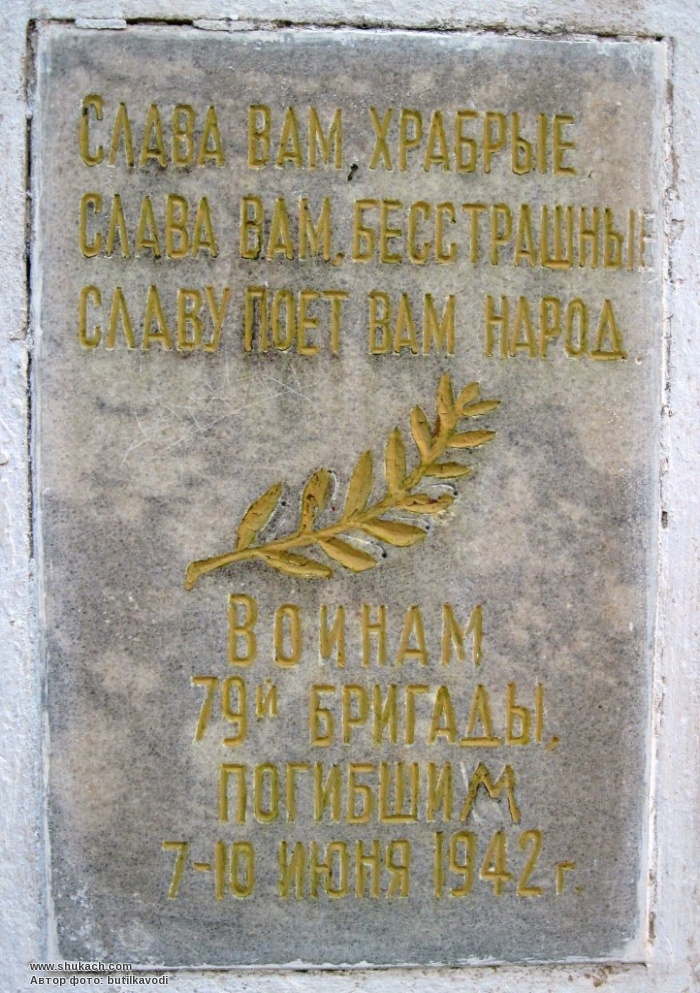 СЛАВА ВАМ, ХРАБРЫЕ
СЛАВА ВАМ, БЕССТРАШНЫЕ
СЛАВУ ПОЕТ ВАМ НАРОД.
ВОИНАМ
79Й БРИГАДЫ,
ПОГИБШИМ
7-10 ИЮНЯ 1942 г.
www.shukach.com
Автор фото: butilkavodi